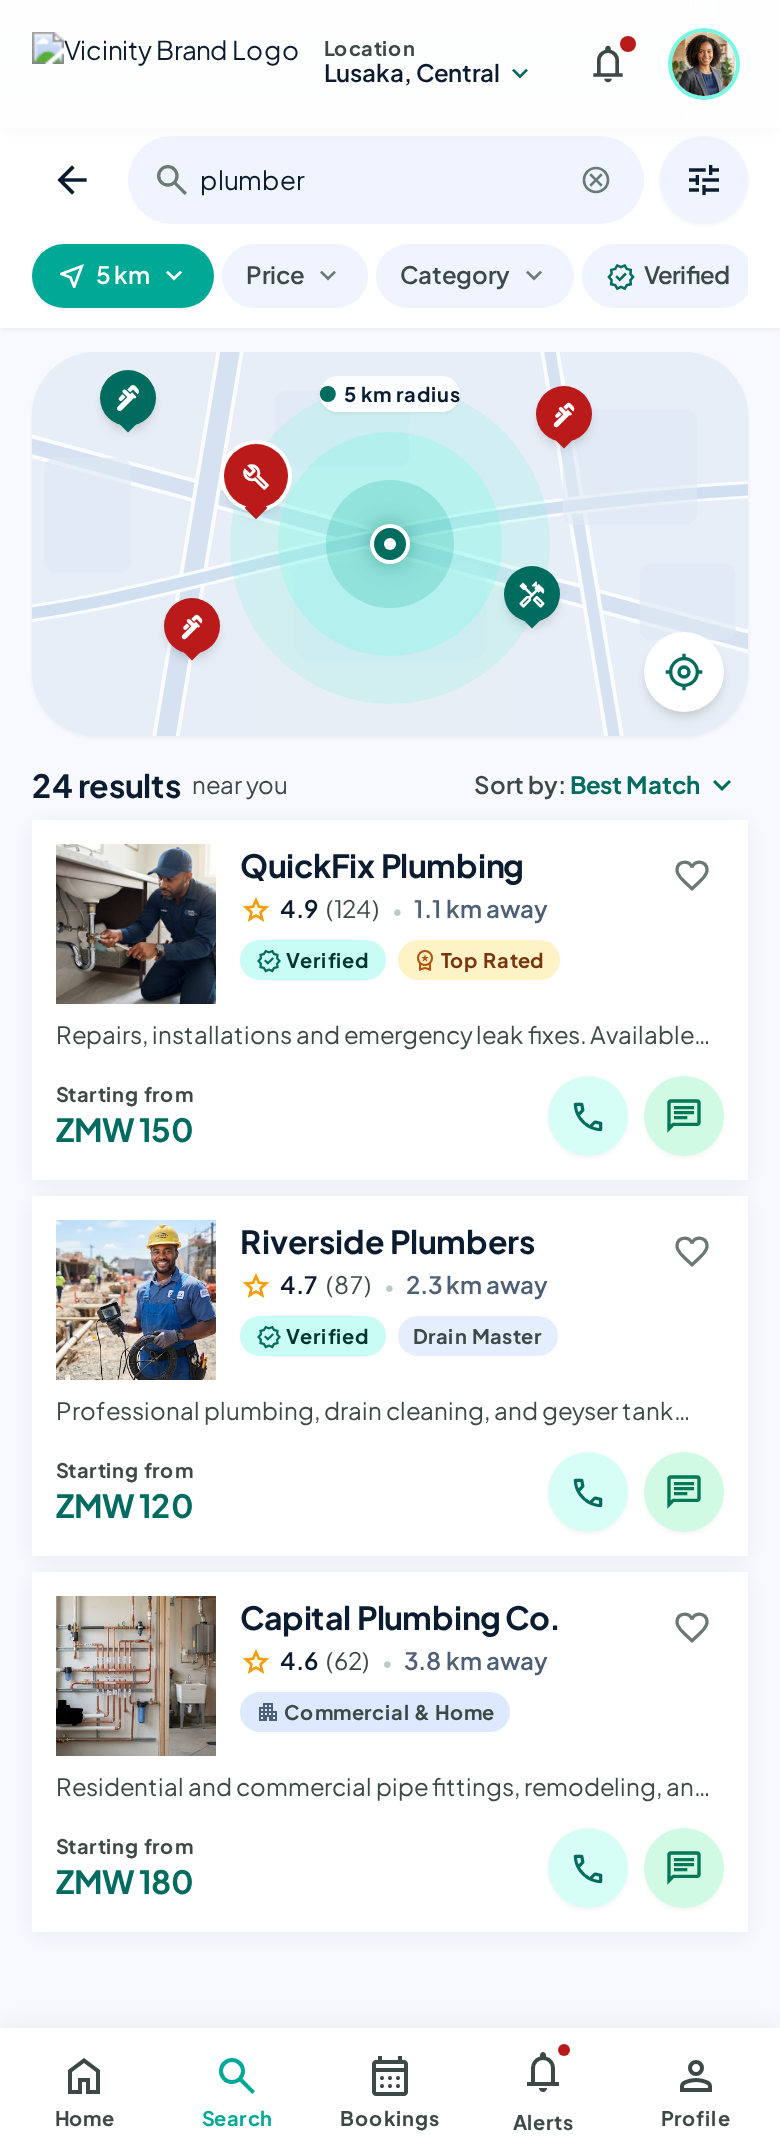 Vicinity Brand Logo
Location
Lusaka, Central
plumber
5 km
Price
Category
Verified
5 km radius
24 results near you
Sort by: Best Match
QuickFix Plumbing
4.9 (124) • 1.1 km away
Verified
Top Rated
Repairs, installations and emergency leak fixes. Available...
Starting from
ZMW 150
Riverside Plumbers
4.7 (87) • 2.3 km away
Verified
Drain Master
Professional plumbing, drain cleaning, and geyser tank...
Starting from
ZMW 120
Capital Plumbing Co.
4.6 (62) • 3.8 km away
Commercial & Home
Residential and commercial pipe fittings, remodeling, an...
Starting from
ZMW 180
Home
Search
Bookings
Alerts
Profile